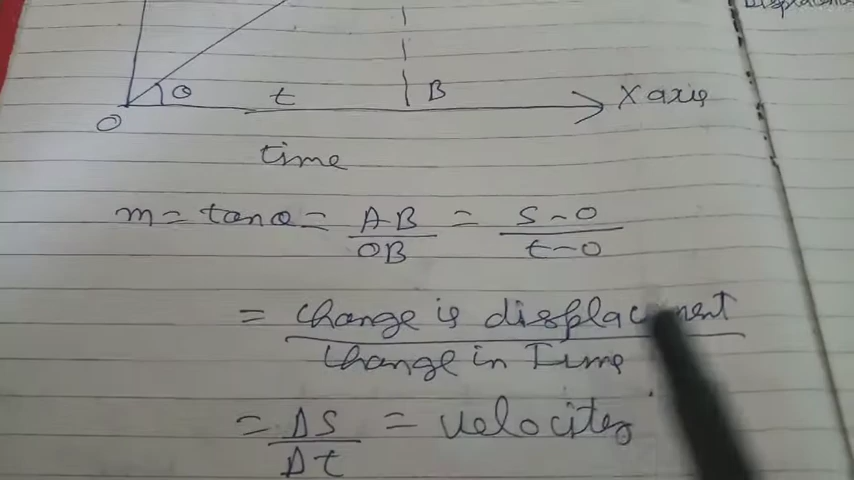 θ t B X axis
O
time
m = tanθ = AB/OB = S-0/t-0
= Change is displacement
Change in Time
= ΔS/Δt = velocity